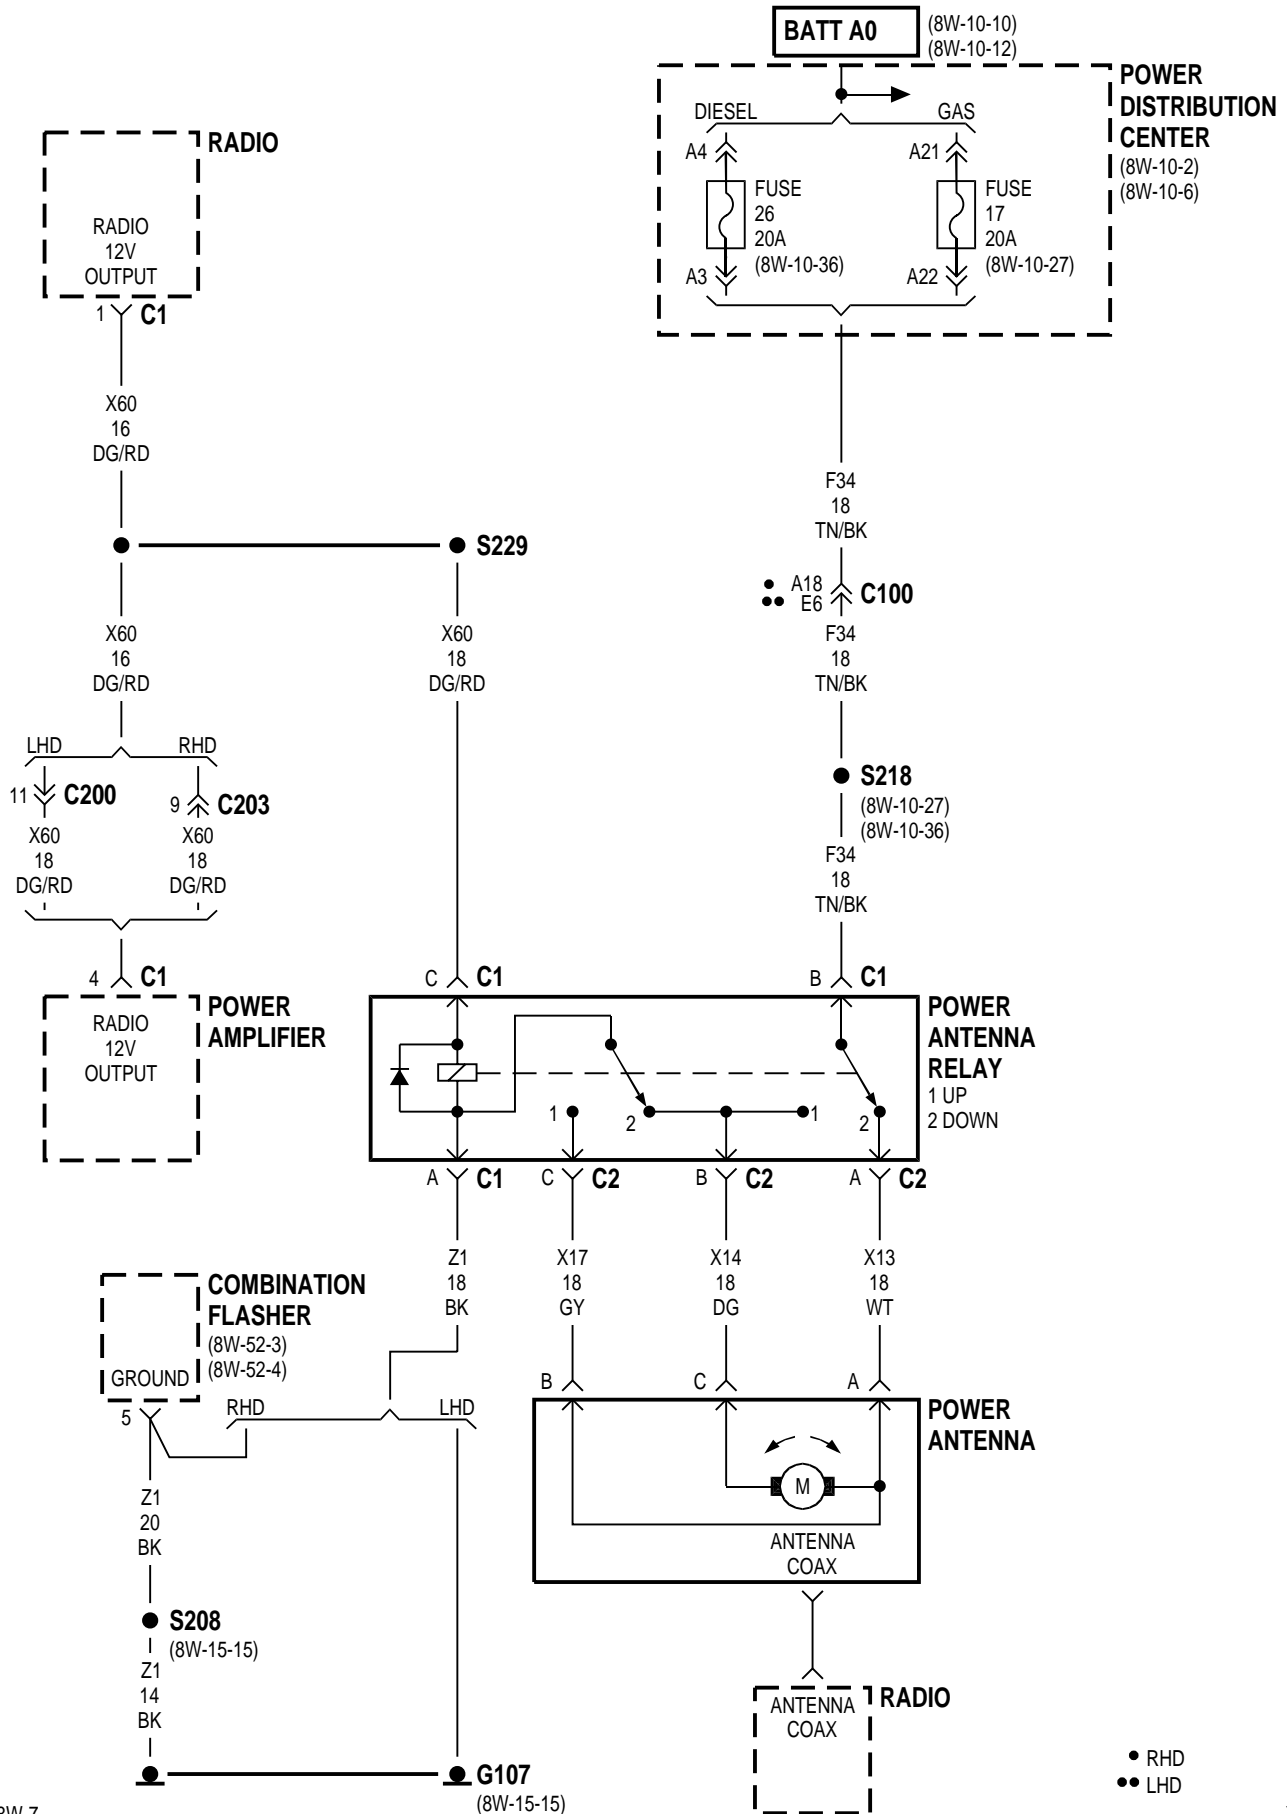 BATT A0
(8W-10-10)
(8W-10-12)
POWER
DISTRIBUTION
CENTER
(8W-10-2)
(8W-10-6)
DIESEL
GAS
A4
A21
FUSE
26
20A
(8W-10-36)
FUSE
17
20A
(8W-10-27)
A3
A22
RADIO
RADIO
12V
OUTPUT
1
C1
X60
16
DG/RD
F34
18
TN/BK
S229
A18
E6
C100
X60
16
DG/RD
X60
18
DG/RD
F34
18
TN/BK
LHD
RHD
11
C200
9
C203
S218
(8W-10-27)
(8W-10-36)
X60
18
DG/RD
X60
18
DG/RD
F34
18
TN/BK
4
C1
C
C1
B
C1
POWER
AMPLIFIER
RADIO
12V
OUTPUT
POWER
ANTENNA
RELAY
1 UP
2 DOWN
1
2
1
2
A
C1
C
C2
B
C2
A
C2
Z1
18
BK
X17
18
GY
X14
18
DG
X13
18
WT
COMBINATION
FLASHER
(8W-52-3)
(8W-52-4)
GROUND
5
RHD
LHD
B
C
A
POWER
ANTENNA
M
ANTENNA
COAX
Z1
20
BK
S208
(8W-15-15)
Z1
14
BK
G107
(8W-15-15)
RADIO
ANTENNA
COAX
RHD
LHD